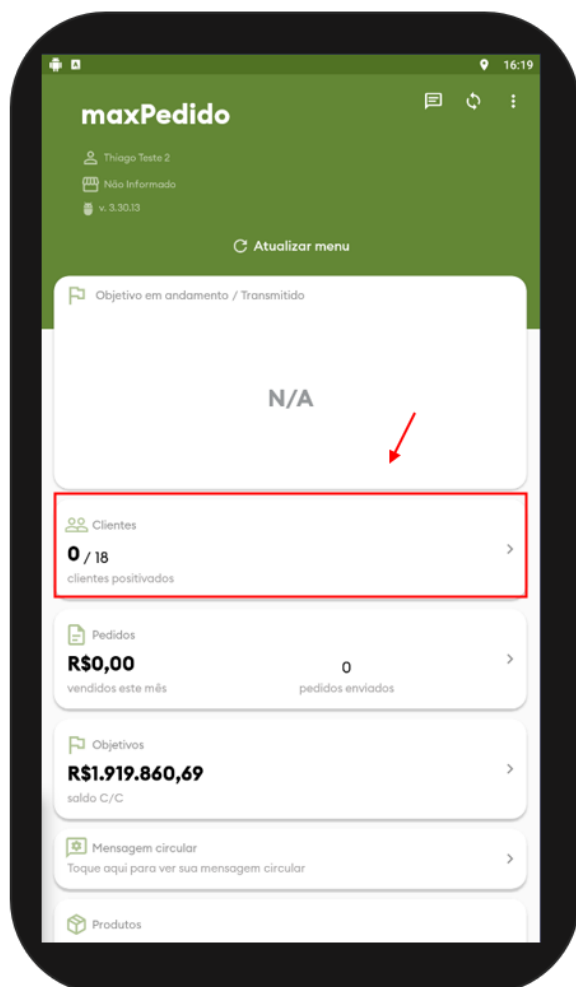 16:19
maxPedido
Thiago Teste 2
Não Informado
v. 3.30.13
Atualizar menu
Objetivo em andamento / Transmitido
N/A
Clientes
0 / 18
clientes positivados
Pedidos
R$0,00 0
vendidos este mês pedidos enviados
Objetivos
R$1.919.860,69
saldo C/C
Mensagem circular
Toque aqui para ver sua mensagem circular
Produtos